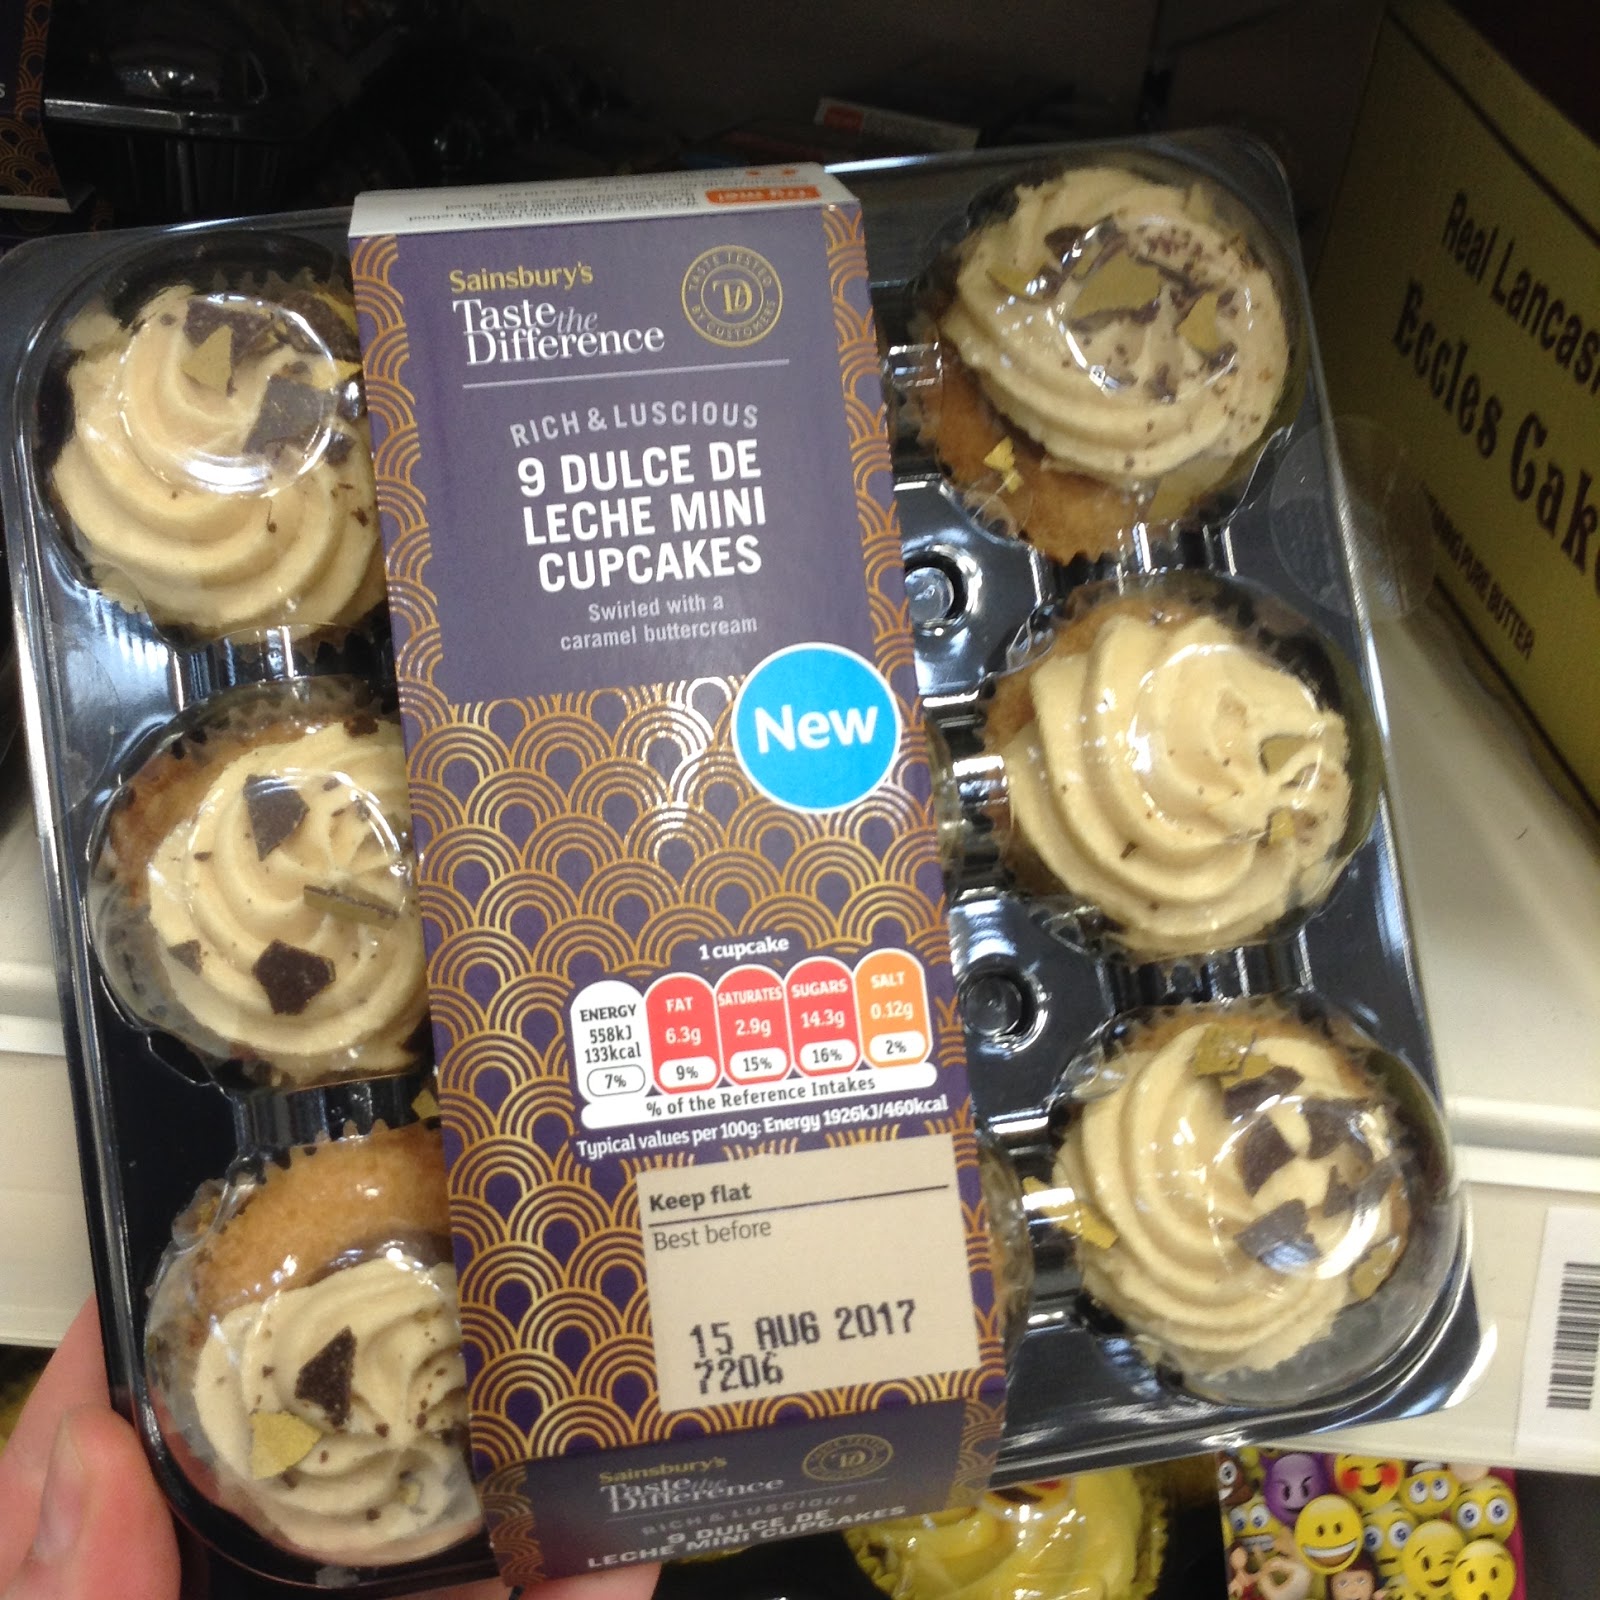 Sainsbury's
Taste the
Difference
TASTE TESTED
TD
BY CUSTOMERS
RICH & LUSCIOUS
9 DULCE DE
LECHE MINI
CUPCAKES
Swirled with a
caramel buttercream
New
1 cupcake
ENERGY
558kJ
133kcal
7%
FAT
6.3g
9%
SATURATES
2.9g
15%
SUGARS
14.3g
16%
SALT
0.12g
2%
% of the Reference Intakes
Typical values per 100g: Energy 1926kJ/460kcal
Keep flat
Best before
15 AUG 2017
7206
Sainsbury's
Taste the
Difference
RICH & LUSCIOUS
9 DULCE DE
LECHE MINI CUPCAKES
Real
Eccles
PURE BUTTER